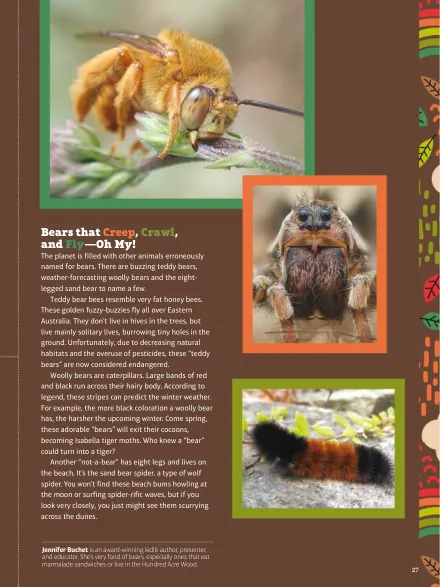 Bears that Creep, Crawl,
and Fly—Oh My!
The planet is filled with other animals erroneously
named for bears. There are buzzing teddy bears,
weather-forecasting woolly bears and the eight-
legged sand bear to name a few.
Teddy bear bees resemble very fat honey bees.
These golden fuzzy-buzzies fly all over Eastern
Australia. They don't live in hives in the trees, but
live mainly solitary lives, burrowing tiny holes in the
ground. Unfortunately, due to decreasing natural
habitats and the overuse of pesticides, these "teddy
bears" are now considered endangered.
Woolly bears are caterpillars. Large bands of red
and black run across their hairy body. According to
legend, these stripes can predict the winter weather.
For example, the more black coloration a woolly bear
has, the harsher the upcoming winter. Come spring,
these adorable "bears" will exit their cocoons,
becoming Isabella tiger moths. Who knew a "bear"
could turn into a tiger?
Another "not-a-bear" has eight legs and lives on
the beach. It's the sand bear spider, a type of wolf
spider. You won't find these beach bums howling at
the moon or surfing spider-rific waves, but if you
look very closely, you just might see them scurrying
across the dunes.
Jennifer Buchet is an award-winning kidlit author, presenter,
and educator. She's very fond of bears, especially ones that eat
marmalade sandwiches or live in the Hundred Acre Wood.
27